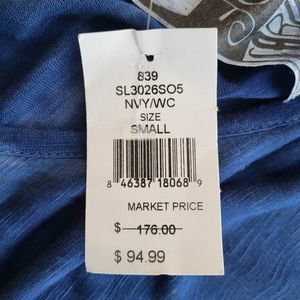 839
SL3026SO5
NVY/WC
SIZE
SMALL
8 46387 18068 9
MARKET PRICE
$ 176.00
$ 94.99